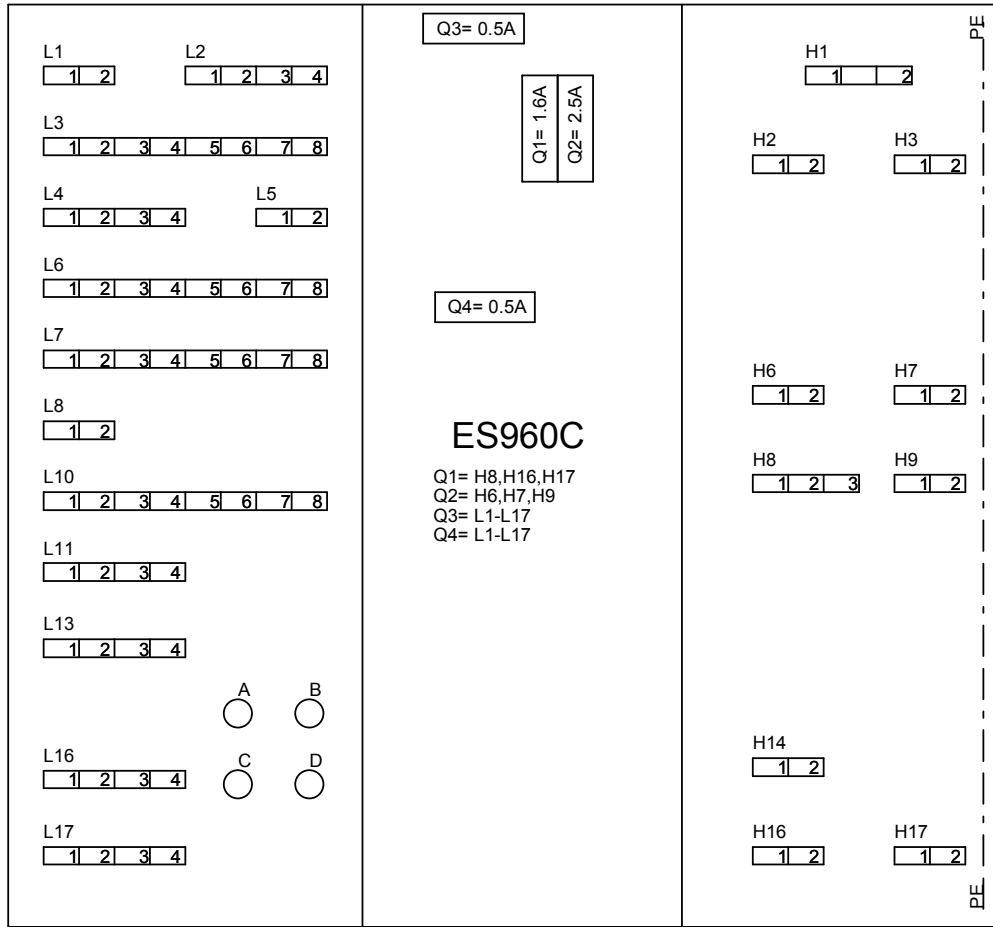 Q3= 0.5A
PE
L1
L2
H1
1 2
1 2 3 4
1 2
Q1= 1.6A
Q2= 2.5A
L3
1 2 3 4 5 6 7 8
H2
H3
1 2
1 2
L4
L5
1 2 3 4
1 2
L6
1 2 3 4 5 6 7 8
Q4= 0.5A
L7
1 2 3 4 5 6 7 8
H6
H7
1 2
1 2
L8
1 2
ES960C
Q1= H8,H16,H17
Q2= H6,H7,H9
Q3= L1-L17
Q4= L1-L17
H8
H9
1 2 3
1 2
L10
1 2 3 4 5 6 7 8
L11
1 2 3 4
L13
1 2 3 4
A
B
L16
C
D
1 2 3 4
H14
1 2
L17
1 2 3 4
H16
H17
1 2
1 2
PE